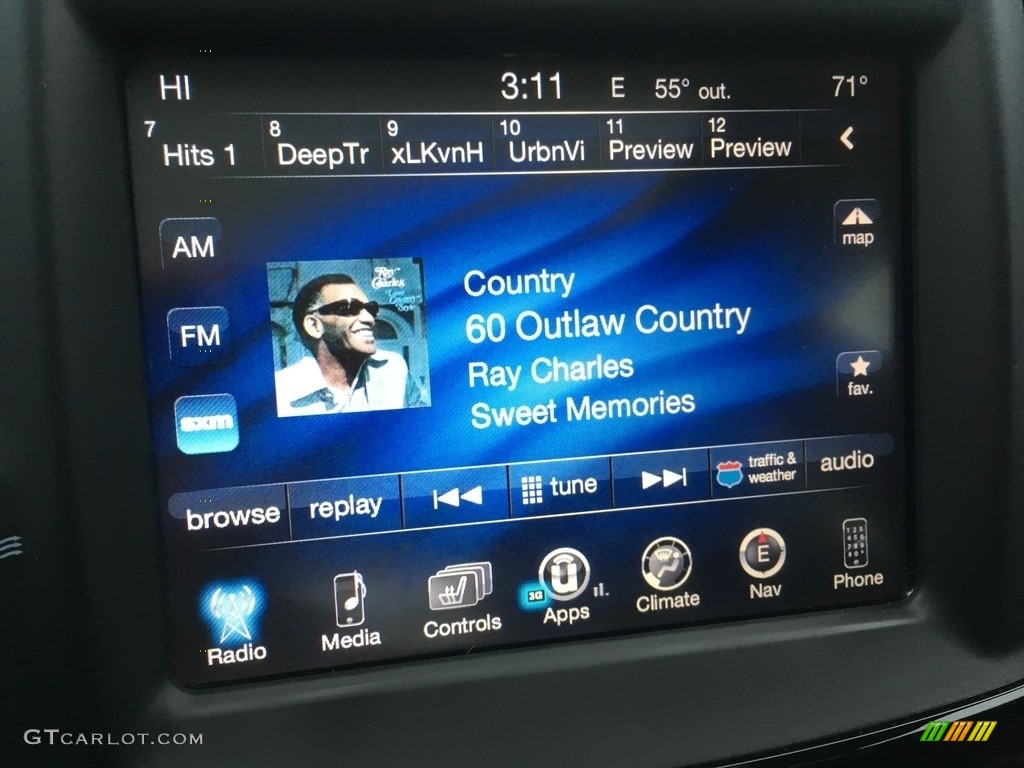 HI 3:11 E 55° out. 71°
7 Hits 1 8 DeepTr 9 xLKvnH 10 UrbnVi 11 Preview 12 Preview
AM
map
Ray
Charles
Country
60 Outlaw Country
FM
Ray Charles
fav.
Sweet Memories
sxm
browse replay tune traffic & weather audio
3G
E
Radio Media Controls Apps Climate Nav Phone
GTCARLOT.COM